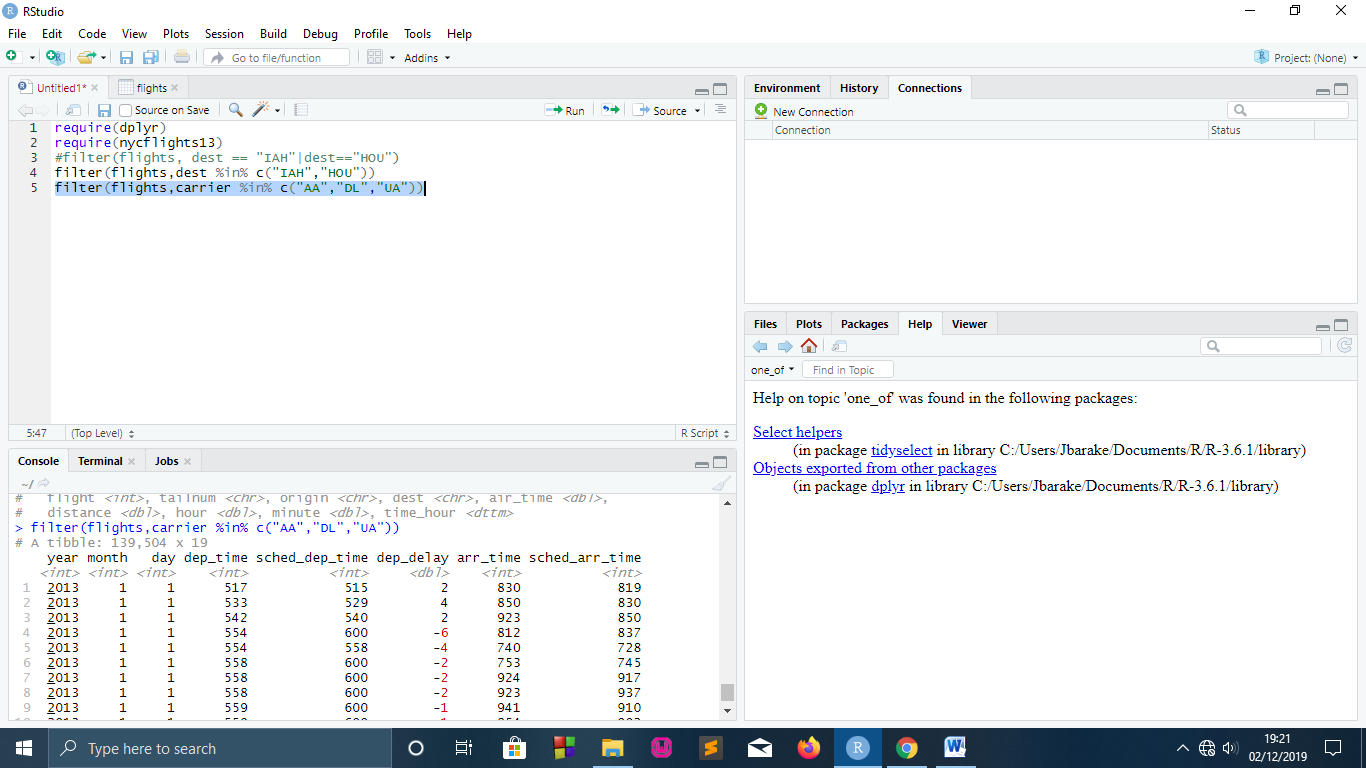 RStudio
File Edit Code View Plots Session Build Debug Profile Tools Help
Go to file/function Addins Project: (None)
Untitled1* flights
Source on Save Run Source
1 require(dplyr)
2 require(nycflights13)
3 #filter(flights, dest == "IAH"|dest=="HOU")
4 filter(flights,dest %in% c("IAH","HOU"))
5 filter(flights,carrier %in% c("AA","DL","UA"))
5:47 (Top Level) R Script
Console Terminal Jobs
~/
# flight <int>, tailnum <chr>, origin <chr>, dest <chr>, air_time <dbl>,
# distance <dbl>, hour <dbl>, minute <dbl>, time_hour <dttm>
> filter(flights,carrier %in% c("AA","DL","UA"))
# A tibble: 139,504 x 19
year month day dep_time sched_dep_time dep_delay arr_time sched_arr_time
<int> <int> <int> <int> <int> <dbl> <int> <int>
1 2013 1 1 517 515 2 830 819
2 2013 1 1 533 529 4 850 830
3 2013 1 1 542 540 2 923 850
4 2013 1 1 554 600 -6 812 837
5 2013 1 1 554 558 -4 740 728
6 2013 1 1 558 600 -2 753 745
7 2013 1 1 558 600 -2 924 917
8 2013 1 1 558 600 -2 923 937
9 2013 1 1 559 600 -1 941 910
Environment History Connections
New Connection
Connection Status
Files Plots Packages Help Viewer
one_of Find in Topic
Help on topic 'one_of' was found in the following packages:
Select helpers
(in package tidyselect in library C:/Users/Jbarake/Documents/R/R-3.6.1/library)
Objects exported from other packages
(in package dplyr in library C:/Users/Jbarake/Documents/R/R-3.6.1/library)
Type here to search
19:21
02/12/2019